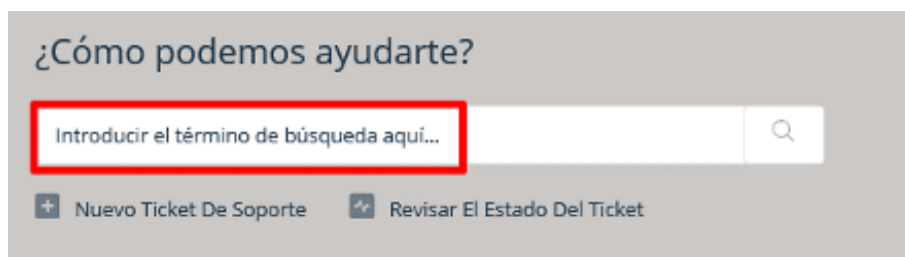 ¿Cómo podemos ayudarte?
Introducir el término de búsqueda aquí...
Nuevo Ticket De Soporte Revisar El Estado Del Ticket